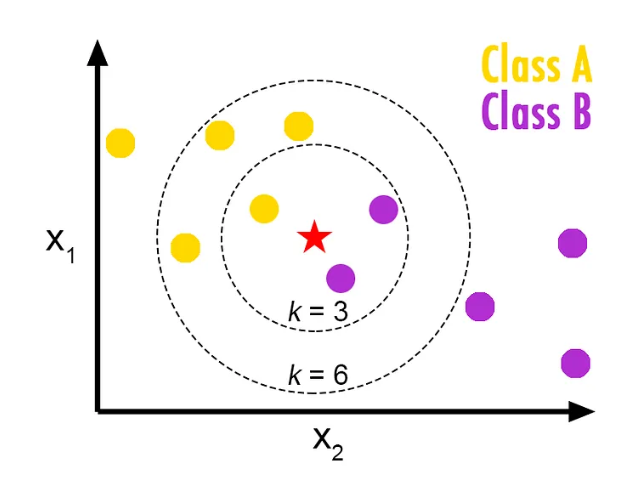 Class A
Class B
x₁
k = 3
k = 6
x₂